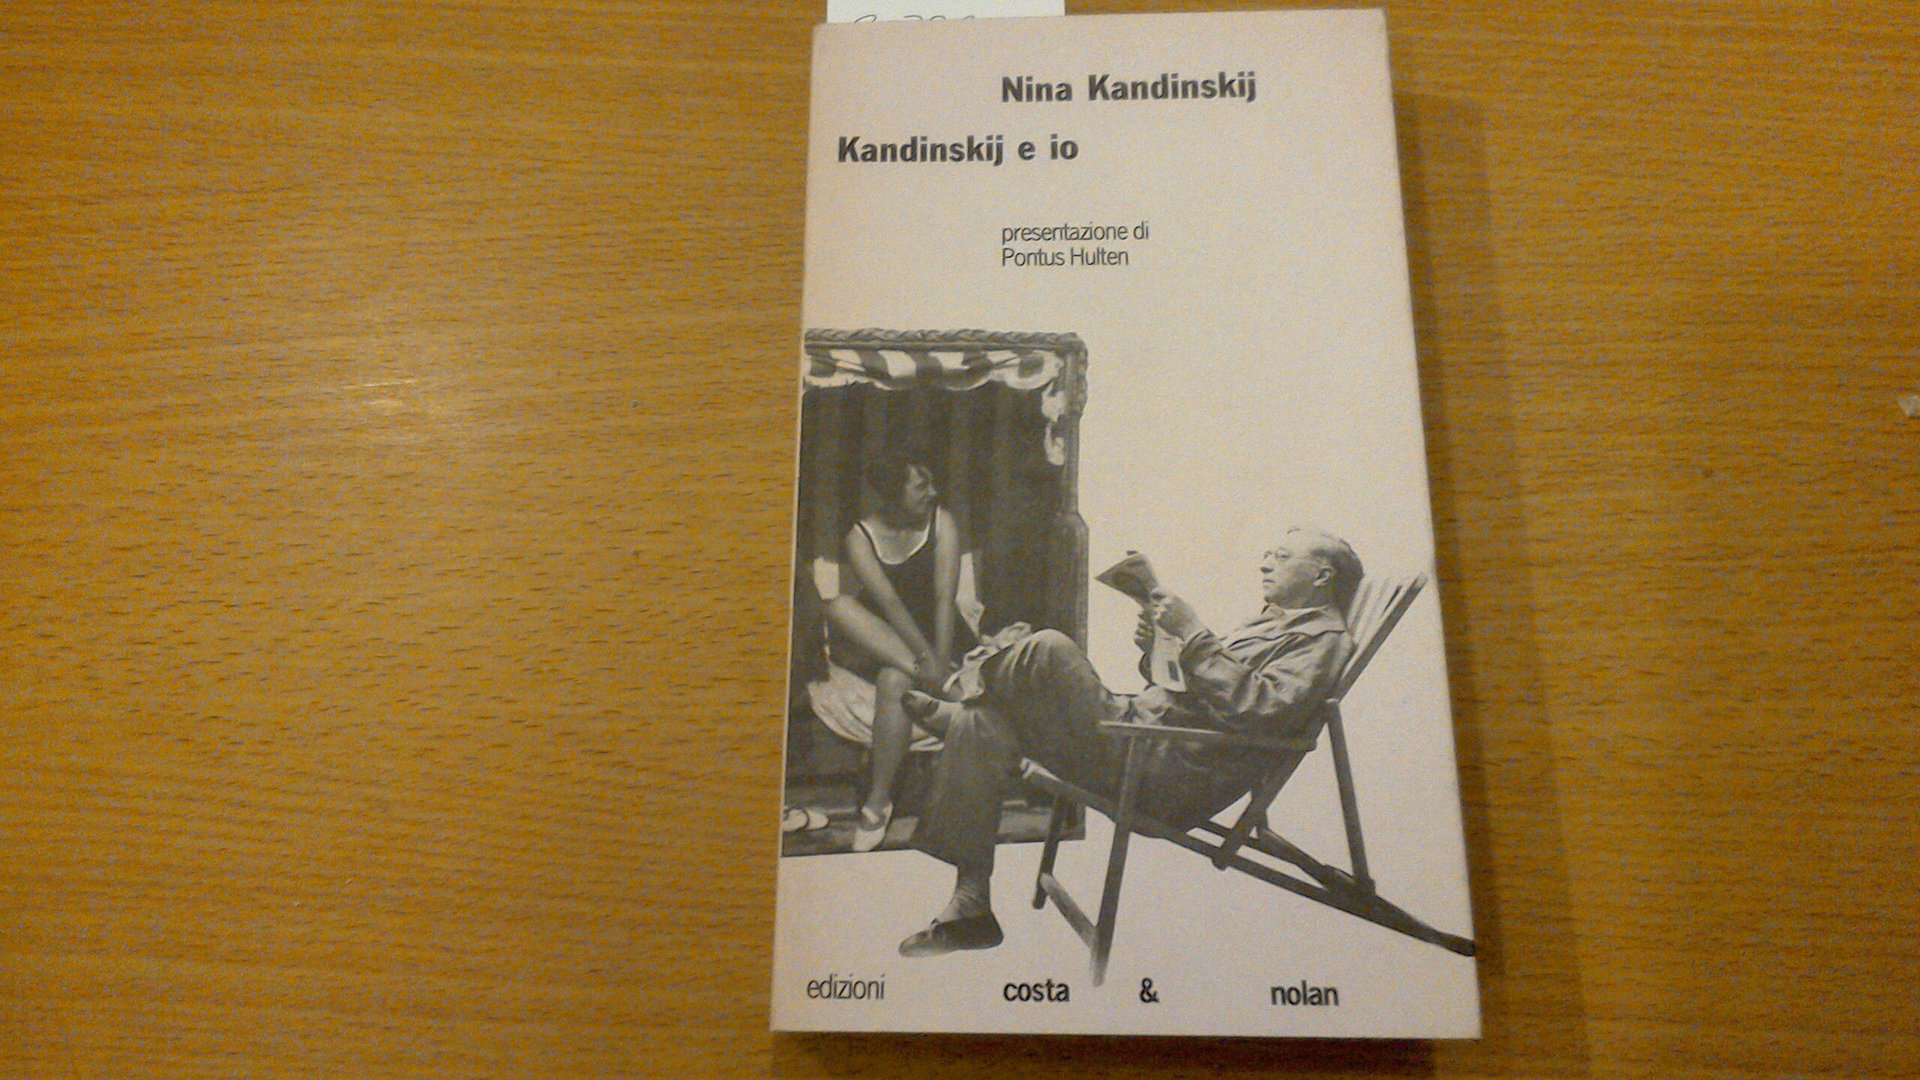 Nina Kandinskij
Kandinskij e io
presentazione di
Pontus Hulten
edizioni costa & nolan